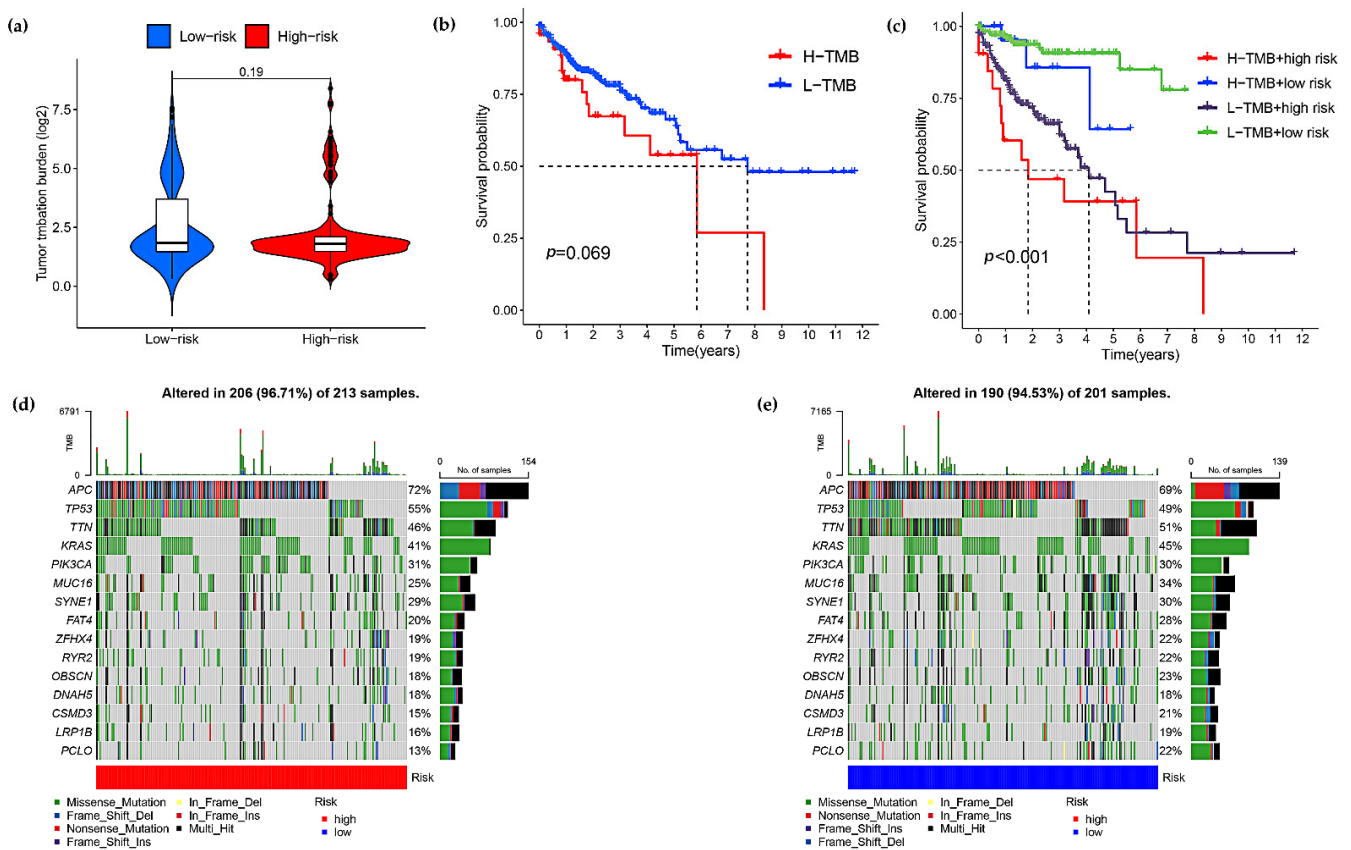 (a)
Low-risk High-risk
0.19
Tumor tmbation burden (log2)
7.5
5.0
2.5
0.0
Low-risk High-risk
(b)
1.00
0.75
0.50
0.25
0.00
Survival probability
H-TMB
L-TMB
p=0.069
0 1 2 3 4 5 6 7 8 9 10 11 12
Time(years)
(c)
1.00
0.75
0.50
0.25
0.00
Survival probability
H-TMB+high risk
H-TMB+low risk
L-TMB+high risk
L-TMB+low risk
p<0.001
0 1 2 3 4 5 6 7 8 9 10 11 12
Time(years)
(d)
Altered in 206 (96.71%) of 213 samples.
6791
TMB
0
0 154
No. of samples
APC 72%
TP53 55%
TTN 46%
KRAS 41%
PIK3CA 31%
MUC16 25%
SYNE1 29%
FAT4 20%
ZFHX4 19%
RYR2 19%
OBSCN 18%
DNAH5 18%
CSMD3 15%
LRP1B 16%
PCLO 13%
Risk
Missense_Mutation In_Frame_Del Risk
Frame_Shift_Del In_Frame_Ins high
Nonsense_Mutation Multi_Hit low
Frame_Shift_Ins
(e)
Altered in 190 (94.53%) of 201 samples.
7165
TMB
0
0 139
No. of samples
APC 69%
TP53 49%
TTN 51%
KRAS 45%
PIK3CA 30%
MUC16 34%
SYNE1 30%
FAT4 28%
ZFHX4 22%
RYR2 22%
OBSCN 23%
DNAH5 18%
CSMD3 21%
LRP1B 19%
PCLO 22%
Risk
Missense_Mutation In_Frame_Del Risk
Nonsense_Mutation In_Frame_Ins high
Frame_Shift_Ins Multi_Hit low
Frame_Shift_Del